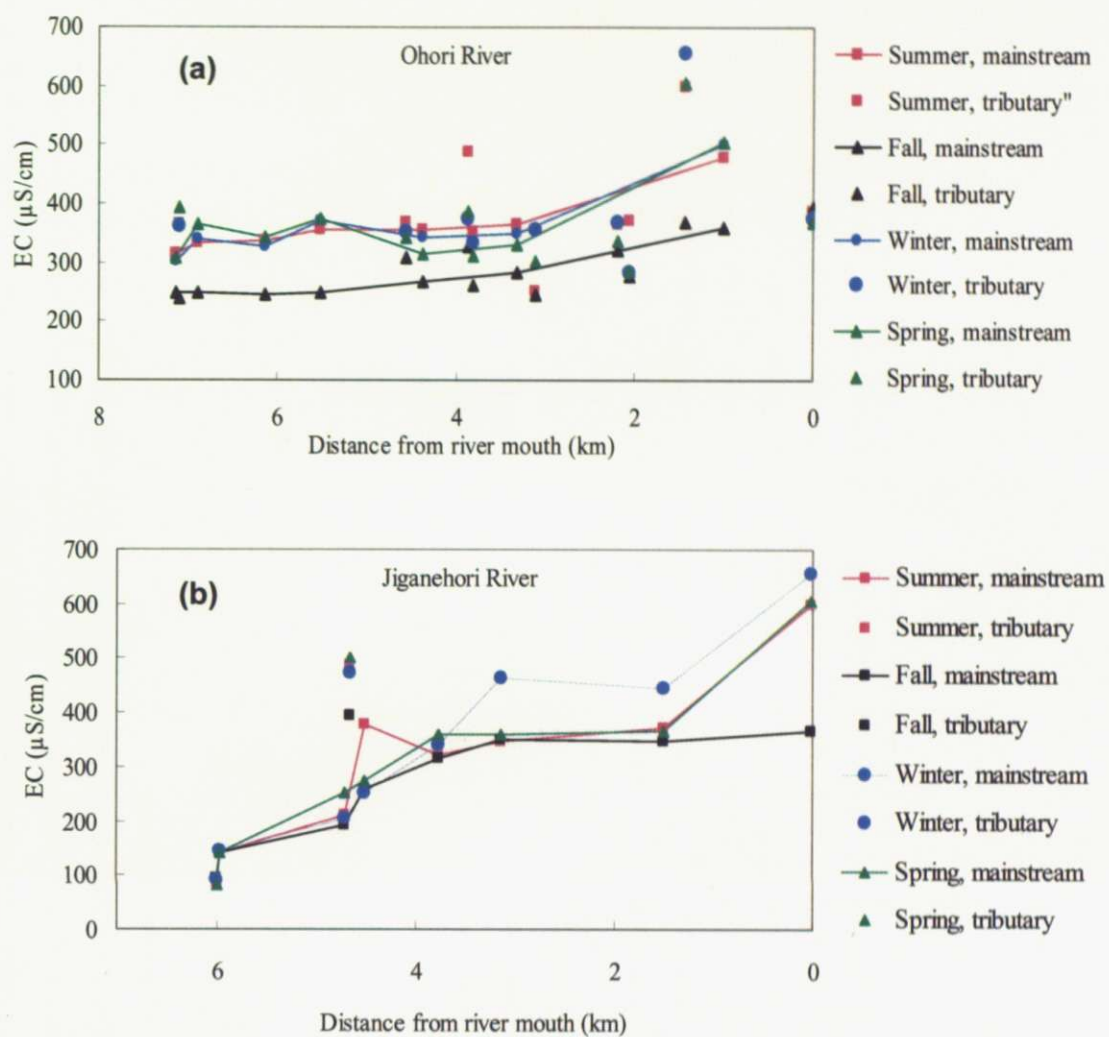 700
600
500
400
300
200
100
EC (µS/cm)
(a)
Ohori River
8
6
4
2
0
Distance from river mouth (km)
Summer, mainstream
Summer, tributary"
Fall, mainstream
Fall, tributary
Winter, mainstream
Winter, tributary
Spring, mainstream
Spring, tributary
700
600
500
400
300
200
100
0
EC (µS/cm)
(b)
Jiganehori River
6
4
2
0
Distance from river mouth (km)
Summer, mainstream
Summer, tributary
Fall, mainstream
Fall, tributary
Winter, mainstream
Winter, tributary
Spring, mainstream
Spring, tributary